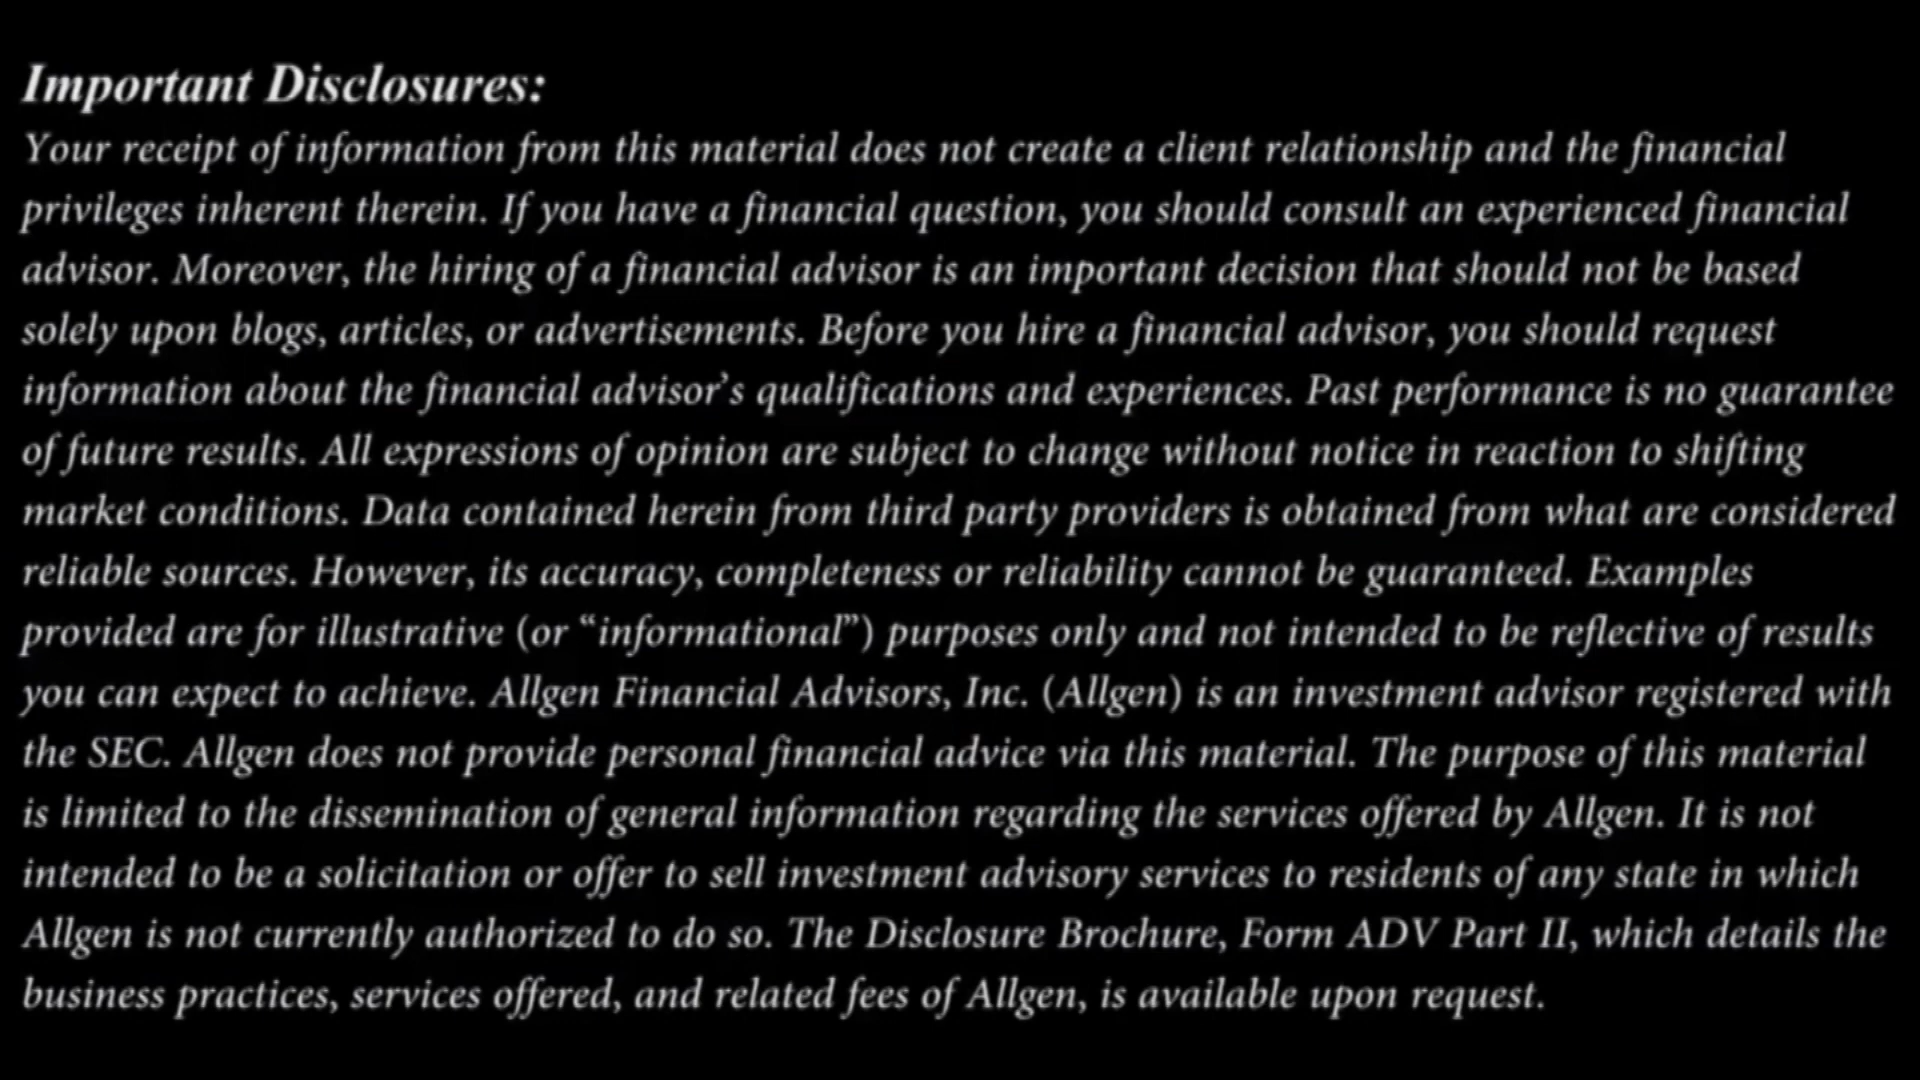 Important Disclosures:
Your receipt of information from this material does not create a client relationship and the financial
privileges inherent therein. If you have a financial question, you should consult an experienced financial
advisor. Moreover, the hiring of a financial advisor is an important decision that should not be based
solely upon blogs, articles, or advertisements. Before you hire a financial advisor, you should request
information about the financial advisor’s qualifications and experiences. Past performance is no guarantee
of future results. All expressions of opinion are subject to change without notice in reaction to shifting
market conditions. Data contained herein from third party providers is obtained from what are considered
reliable sources. However, its accuracy, completeness or reliability cannot be guaranteed. Examples
provided are for illustrative (or “informational”) purposes only and not intended to be reflective of results
you can expect to achieve. Allgen Financial Advisors, Inc. (Allgen) is an investment advisor registered with
the SEC. Allgen does not provide personal financial advice via this material. The purpose of this material
is limited to the dissemination of general information regarding the services offered by Allgen. It is not
intended to be a solicitation or offer to sell investment advisory services to residents of any state in which
Allgen is not currently authorized to do so. The Disclosure Brochure, Form ADV Part II, which details the
business practices, services offered, and related fees of Allgen, is available upon request.